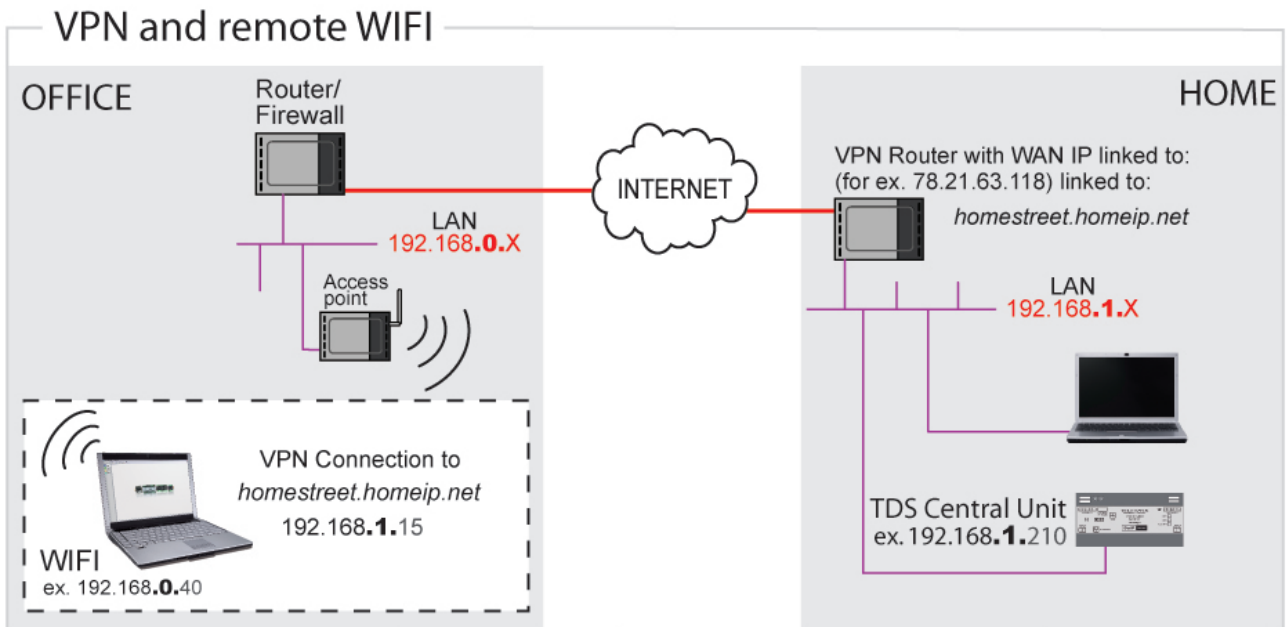 VPN and remote WIFI
OFFICE
Router/
Firewall
LAN
192.168.0.X
Access
point
VPN Connection to
homestreet.homeip.net
192.168.1.15
WIFI
ex. 192.168.0.40
INTERNET
HOME
VPN Router with WAN IP linked to:
(for ex. 78.21.63.118) linked to:
homestreet.homeip.net
LAN
192.168.1.X
TDS Central Unit
ex. 192.168.1.210